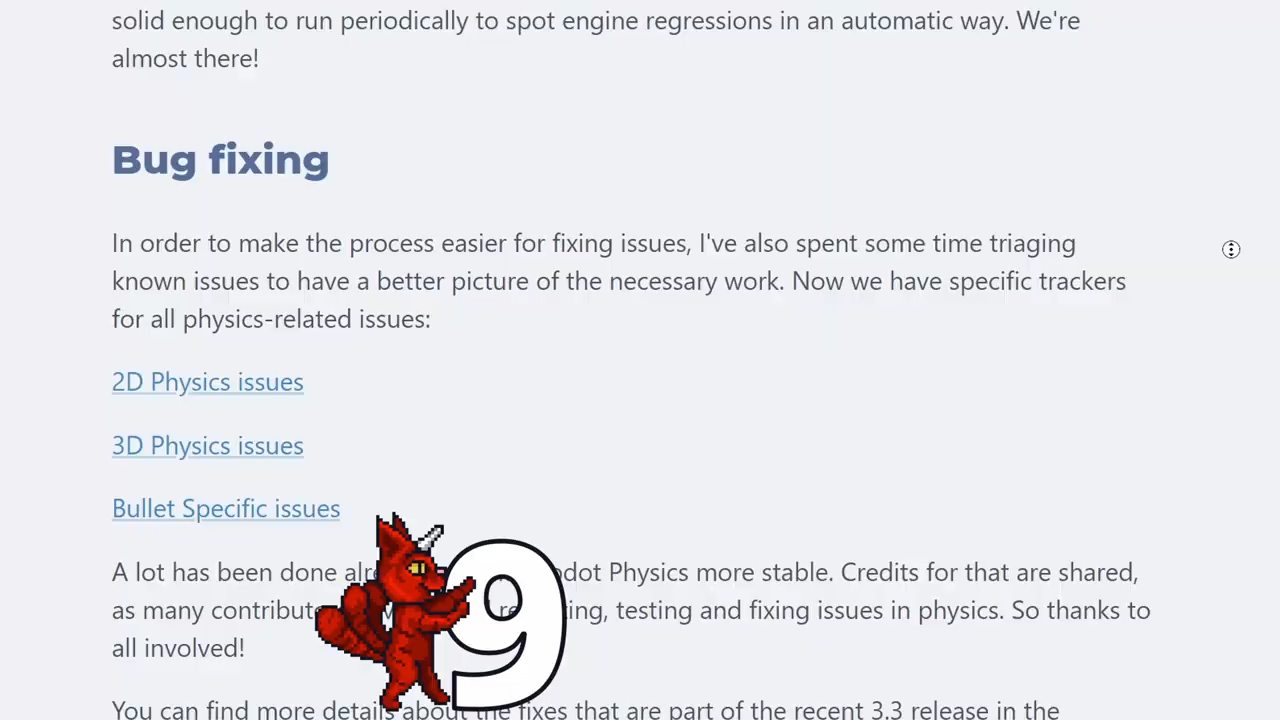 solid enough to run periodically to spot engine regressions in an automatic way. We're
almost there!
Bug fixing
In order to make the process easier for fixing issues, I've also spent some time triaging
known issues to have a better picture of the necessary work. Now we have specific trackers
for all physics-related issues:
2D Physics issues
3D Physics issues
Bullet Specific issues
A lot has been done Physics more stable. Credits for that are shared,
as many testing and fixing issues in physics. So thanks to
all involved!
9
You can find more details about the fixes that are part of the recent 3.3 release in the